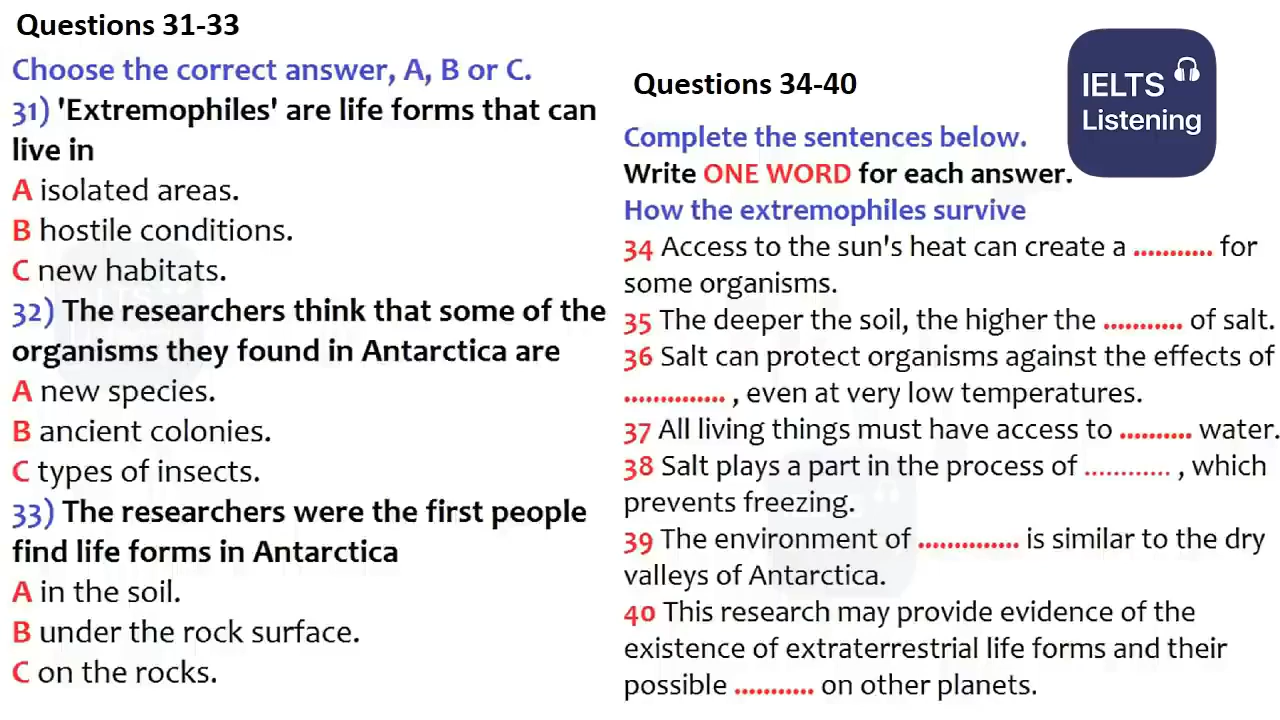 Questions 31-33
Choose the correct answer, A, B or C.
31) 'Extremophiles' are life forms that can
live in
A isolated areas.
B hostile conditions.
C new habitats.
32) The researchers think that some of the
organisms they found in Antarctica are
A new species.
B ancient colonies.
C types of insects.
33) The researchers were the first people
find life forms in Antarctica
A in the soil.
B under the rock surface.
C on the rocks.
Questions 34-40
IELTS
Listening
Complete the sentences below.
Write ONE WORD for each answer.
How the extremophiles survive
34 Access to the sun's heat can create a ........... for
some organisms.
35 The deeper the soil, the higher the ........... of salt.
36 Salt can protect organisms against the effects of
.............. , even at very low temperatures.
37 All living things must have access to .......... water.
38 Salt plays a part in the process of ............ , which
prevents freezing.
39 The environment of .............. is similar to the dry
valleys of Antarctica.
40 This research may provide evidence of the
existence of extraterrestrial life forms and their
possible ........... on other planets.